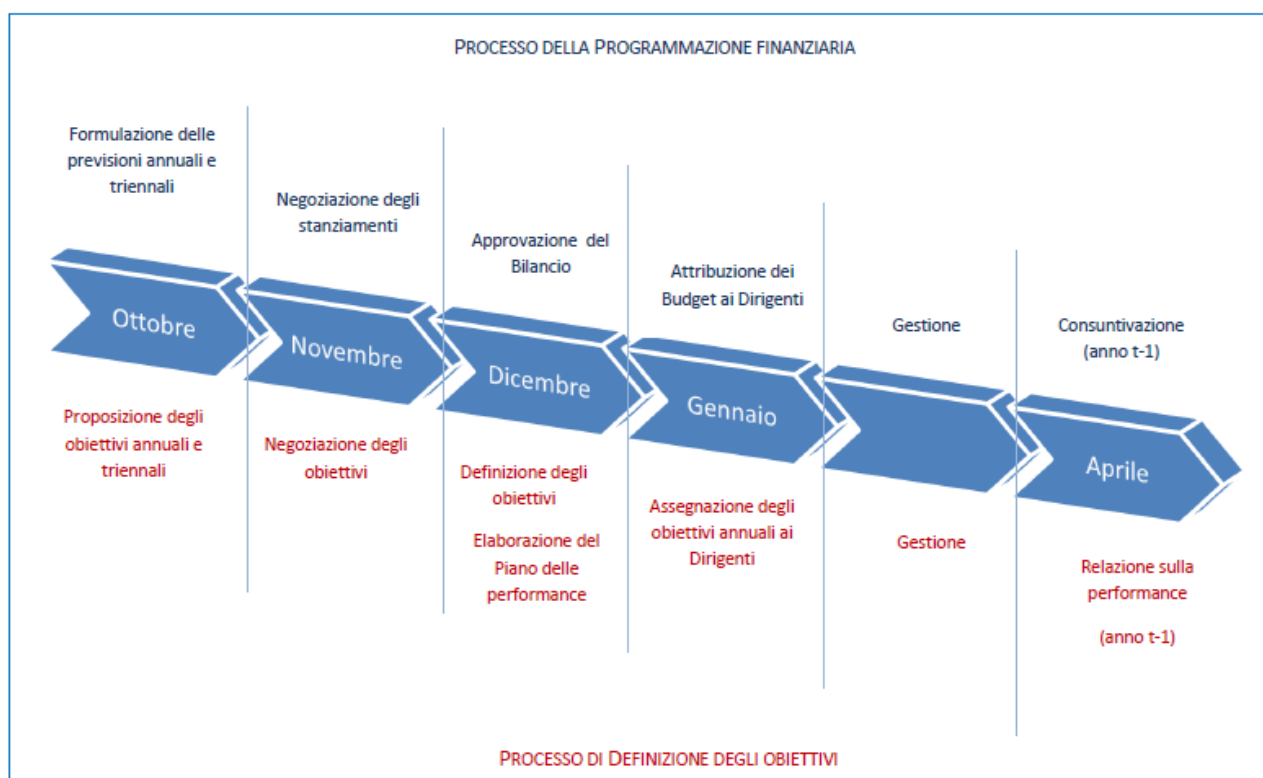 PROCESSO DELLA PROGRAMMAZIONE FINANZIARIA
Formulazione delle
previsioni annuali e
triennali
Negoziazione degli
stanziamenti
Approvazione del
Bilancio
Attribuzione dei
Budget ai Dirigenti
Gestione
Consuntivazione
(anno t-1)
Ottobre
Novembre
Dicembre
Gennaio
Aprile
Proposizione degli
obiettivi annuali e
triennali
Negoziazione degli
obiettivi
Definizione degli
obiettivi
Elaborazione del
Piano delle
performance
Assegnazione degli
obiettivi annuali ai
Dirigenti
Gestione
Relazione sulla
performance
(anno t-1)
PROCESSO DI DEFINIZIONE DEGLI OBIETTIVI